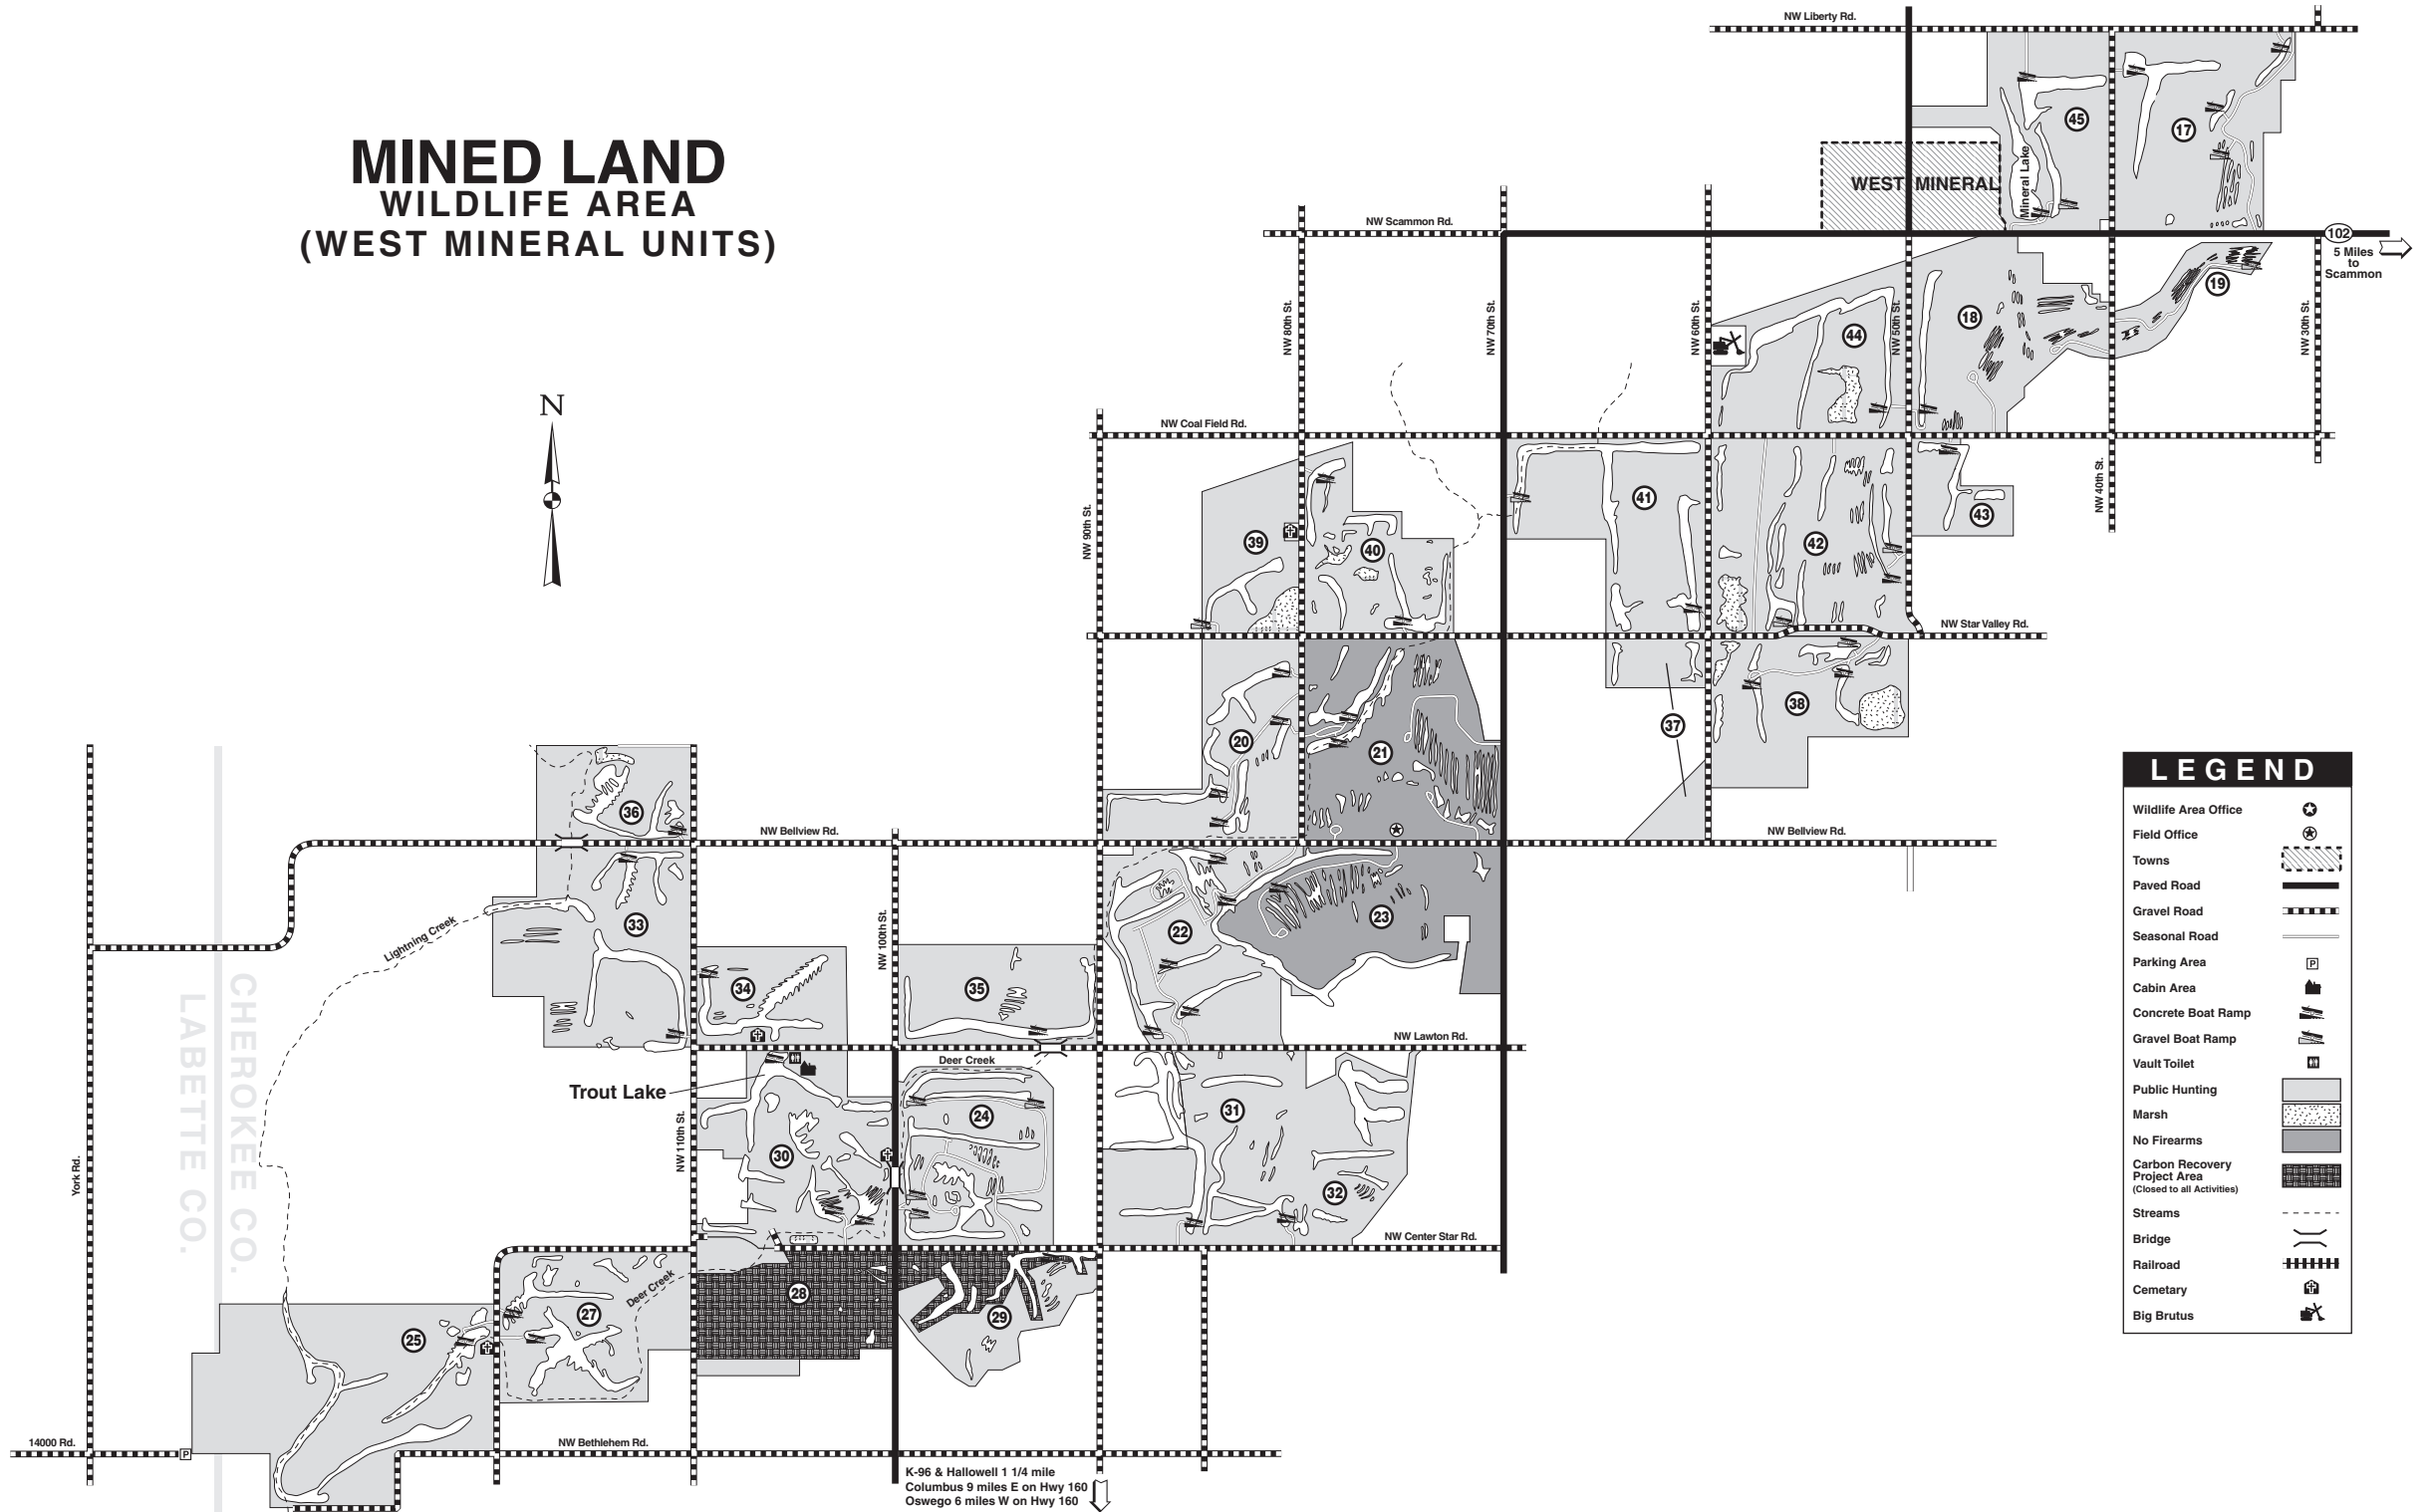 MINED LAND
WILDLIFE AREA
(WEST MINERAL UNITS)
N
NW Liberty Rd.
45
17
Mineral Lake
WEST MINERAL
NW Scammon Rd.
102
5 Miles
to
Scammon
19
18
44
NW 80th St.
NW 70th St.
NW 60th St.
NW 50th St.
NW 30th St.
NW Coal Field Rd.
NW 90th St.
NW 40th St.
41
43
42
39
40
NW Star Valley Rd.
38
37
20
21
36
NW Bellview Rd.
NW Bellview Rd.
Lightning Creek
33
22
23
NW 100th St.
34
35
CHEROKEE CO.
LABETTE CO.
NW Lawton Rd.
Deer Creek
Trout Lake
24
31
NW 110th St.
30
32
York Rd.
NW Center Star Rd.
Deer Creek
28
27
29
25
14000 Rd.
P
NW Bethlehem Rd.
K-96 & Hallowell 1 1/4 mile
Columbus 9 miles E on Hwy 160
Oswego 6 miles W on Hwy 160
LEGEND
Wildlife Area Office
Field Office
Towns
Paved Road
Gravel Road
Seasonal Road
Parking Area P
Cabin Area
Concrete Boat Ramp
Gravel Boat Ramp
Vault Toilet
Public Hunting
Marsh
No Firearms
Carbon Recovery
Project Area
(Closed to all Activities)
Streams
Bridge
Railroad
Cemetary
Big Brutus